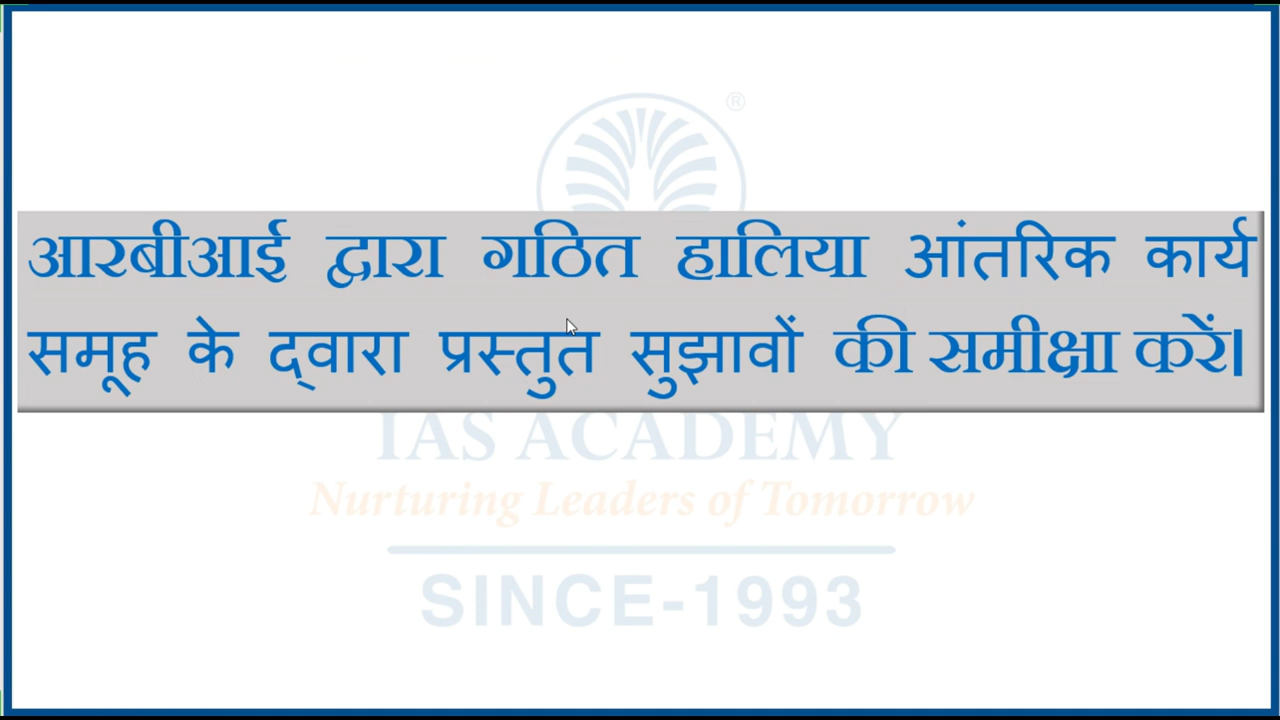 ®
आरबीआई द्वारा गठित हालिया आंतरिक कार्य
समूह के द्वारा प्रस्तुत सुझावों की समीक्षा करें।
IAS ACADEMY
Nurturing Leaders of Tomorrow
SINCE-1993